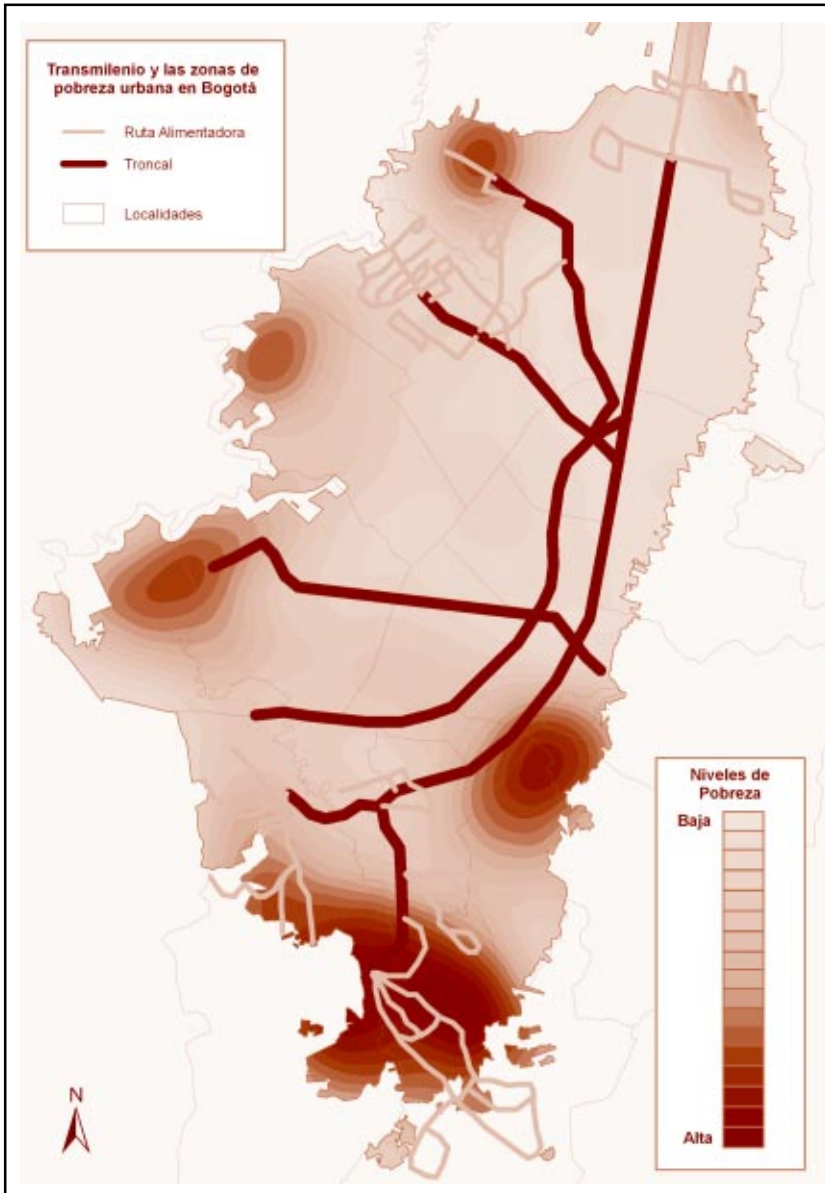 Transmilenio y las zonas de
pobreza urbana en Bogotá
Ruta Alimentadora
Troncal
Localidades
Niveles de
Pobreza
Baja
Alta
N